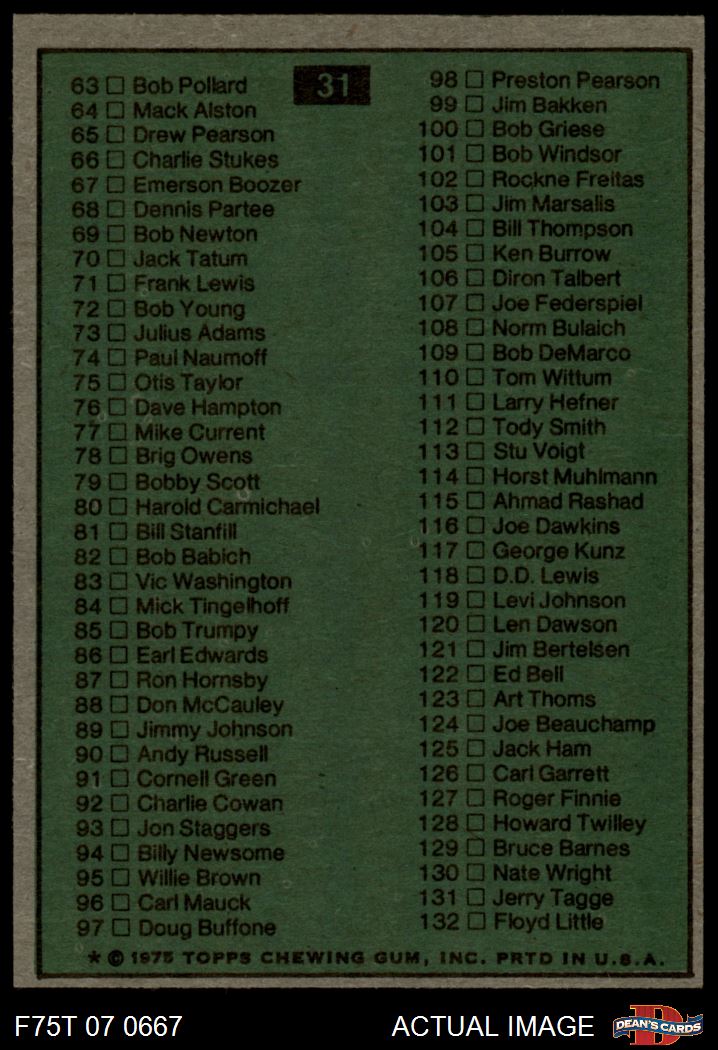 31
63 □ Bob Pollard
64 □ Mack Alston
65 □ Drew Pearson
66 □ Charlie Stukes
67 □ Emerson Boozer
68 □ Dennis Partee
69 □ Bob Newton
70 □ Jack Tatum
71 □ Frank Lewis
72 □ Bob Young
73 □ Julius Adams
74 □ Paul Naumoff
75 □ Otis Taylor
76 □ Dave Hampton
77 □ Mike Current
78 □ Brig Owens
79 □ Bobby Scott
80 □ Harold Carmichael
81 □ Bill Stanfill
82 □ Bob Babich
83 □ Vic Washington
84 □ Mick Tingelhoff
85 □ Bob Trumpy
86 □ Earl Edwards
87 □ Ron Hornsby
88 □ Don McCauley
89 □ Jimmy Johnson
90 □ Andy Russell
91 □ Cornell Green
92 □ Charlie Cowan
93 □ Jon Staggers
94 □ Billy Newsome
95 □ Willie Brown
96 □ Carl Mauck
97 □ Doug Buffone
98 □ Preston Pearson
99 □ Jim Bakken
100 □ Bob Griese
101 □ Bob Windsor
102 □ Rockne Freitas
103 □ Jim Marsalis
104 □ Bill Thompson
105 □ Ken Burrow
106 □ Diron Talbert
107 □ Joe Federspiel
108 □ Norm Bulaich
109 □ Bob DeMarco
110 □ Tom Wittum
111 □ Larry Hefner
112 □ Tody Smith
113 □ Stu Voigt
114 □ Horst Muhlmann
115 □ Ahmad Rashad
116 □ Joe Dawkins
117 □ George Kunz
118 □ D.D. Lewis
119 □ Levi Johnson
120 □ Len Dawson
121 □ Jim Bertelsen
122 □ Ed Bell
123 □ Art Thoms
124 □ Joe Beauchamp
125 □ Jack Ham
126 □ Carl Garrett
127 □ Roger Finnie
128 □ Howard Twilley
129 □ Bruce Barnes
130 □ Nate Wright
131 □ Jerry Tagge
132 □ Floyd Little
* © 1975 TOPPS CHEWING GUM, INC. PRTD IN U.S.A.
F75T 07 0667 ACTUAL IMAGE
D
DEAN'S CARDS